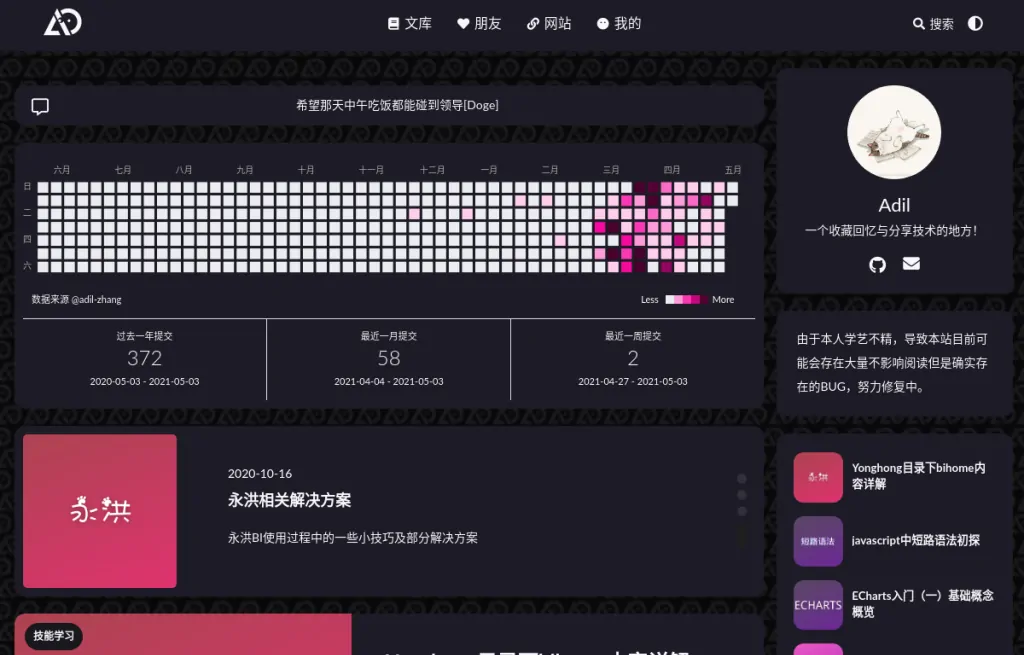 文库 朋友 网站 我的 搜索
希望那天中午吃饭都能碰到领导[Doge]
六月 七月 八月 九月 十月 十一月 十二月 一月 二月 三月 四月 五月
日
二
四
六
数据来源 @adil-zhang
Less More
过去一年提交
372
2020-05-03 - 2021-05-03
最近一月提交
58
2021-04-04 - 2021-05-03
最近一周提交
2
2021-04-27 - 2021-05-03
永洪
2020-10-16
永洪相关解决方案
永洪BI使用过程中的一些小技巧及部分解决方案
技能学习
Adil
一个收藏回忆与分享技术的地方!
由于本人学艺不精，导致本站目前可
能会存在大量不影响阅读但是确实存
在的BUG，努力修复中。
永洪
Yonghong目录下bihome内
容详解
短路语法
javascript中短路语法初探
ECHARTS
ECharts入门（一）基础概念
概览